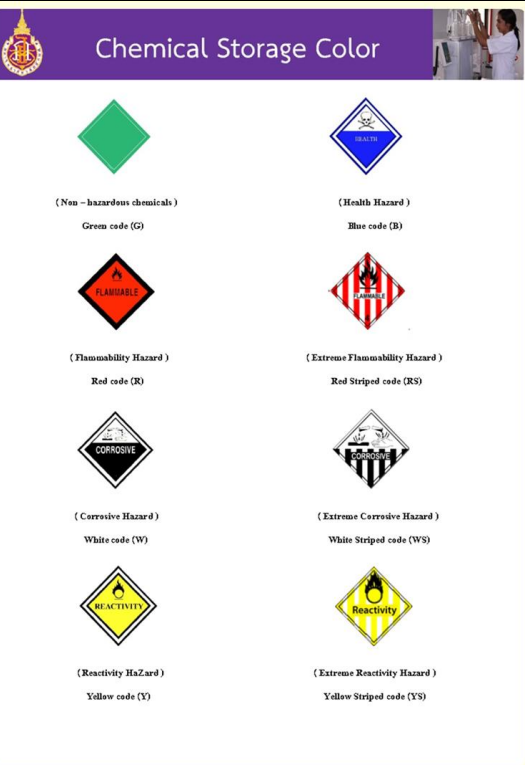 Chemical Storage Color
HEALTH
( Non – hazardous chemicals )
( Health Hazard )
Green code (G)
Blue code (B)
FLAMMABLE
FLAMMABLE
( Flammability Hazard )
( Extreme Flammability Hazard )
Red code (R)
Red Striped code (RS)
CORROSIVE
CORROSIVE
( Corrosive Hazard )
( Extreme Corrosive Hazard )
White code (W)
White Striped code (WS)
REACTIVITY
Reactivity
( Reactivity HaZard )
( Extreme Reactivity Hazard )
Yellow code (Y)
Yellow Striped code (YS)